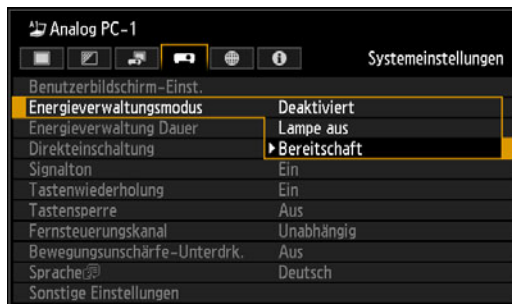 Analog PC-1
Systemeinstellungen
Benutzerbildschirm-Einst.
Energieverwaltungsmodus Deaktiviert
Energieverwaltung Dauer Lampe aus
Direkteinschaltung Bereitschaft
Signalton Ein
Tastenwiederholung Ein
Tastensperre Aus
Fernsteuerungskanal Unabhängig
Bewegungsunschärfe-Unterdrk. Aus
Sprache Deutsch
Sonstige Einstellungen